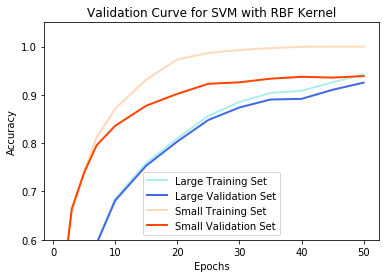 Validation Curve for SVM with RBF Kernel
1.0
0.9
0.8
0.7
0.6
Accuracy
Large Training Set
Large Validation Set
Small Training Set
Small Validation Set
0
10
20
30
40
50
Epochs